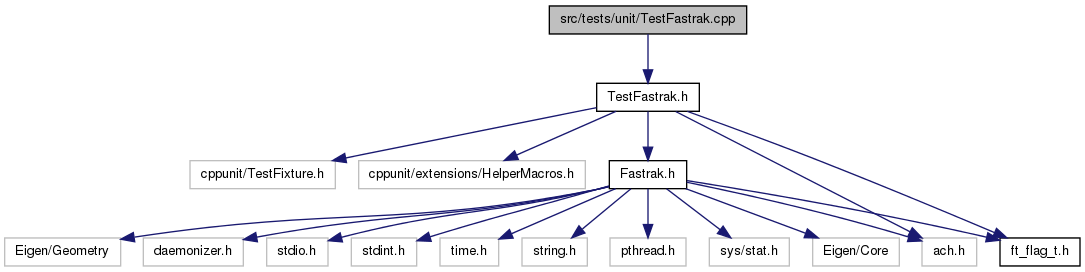 src/tests/unit/TestFastrak.cpp
TestFastrak.h
cppunit/TestFixture.h
cppunit/extensions/HelperMacros.h
Fastrak.h
Eigen/Geometry
daemonizer.h
stdio.h
stdint.h
time.h
string.h
pthread.h
sys/stat.h
Eigen/Core
ach.h
ft_flag_t.h